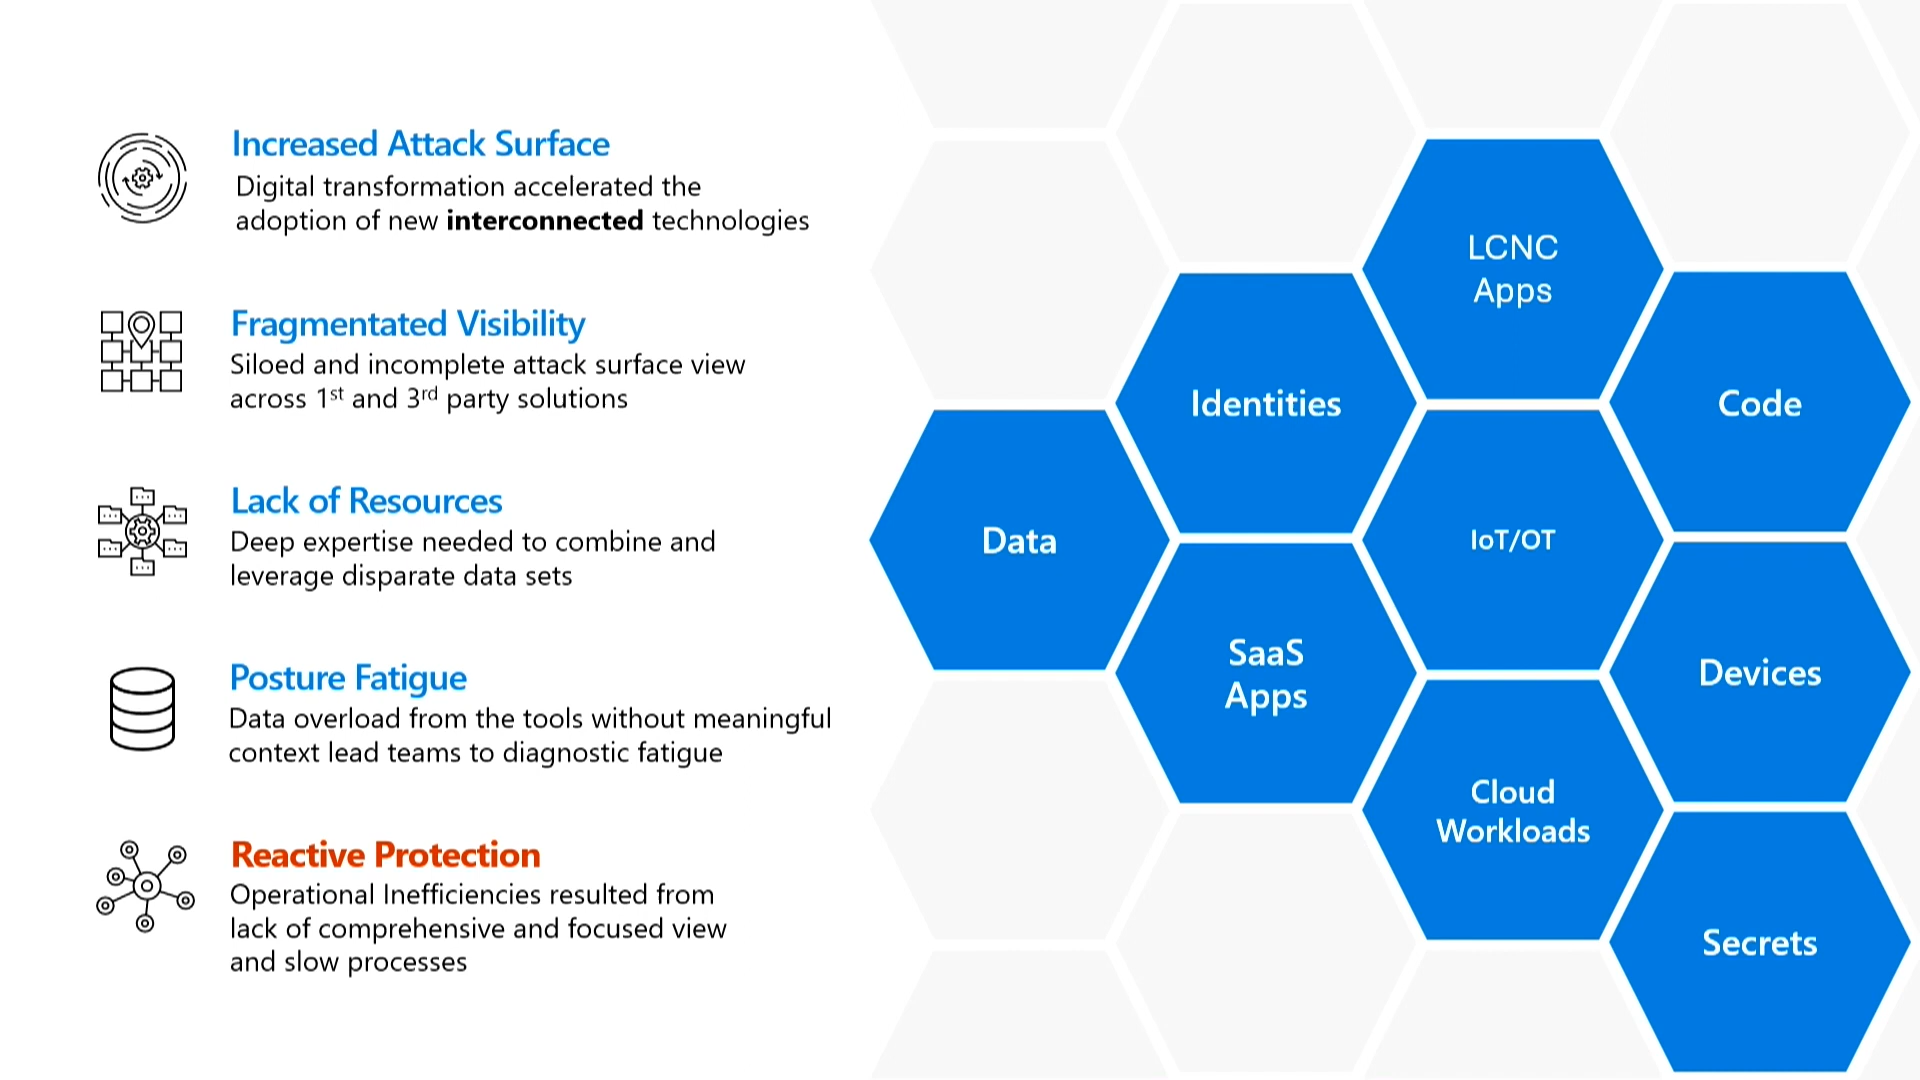 Increased Attack Surface
Digital transformation accelerated the
adoption of new interconnected technologies
Fragmentated Visibility
Siloed and incomplete attack surface view
across 1st and 3rd party solutions
Lack of Resources
Deep expertise needed to combine and
leverage disparate data sets
Posture Fatigue
Data overload from the tools without meaningful
context lead teams to diagnostic fatigue
Reactive Protection
Operational Inefficiencies resulted from
lack of comprehensive and focused view
and slow processes
Data
Identities
SaaS
Apps
LCNC
Apps
IoT/OT
Cloud
Workloads
Code
Devices
Secrets